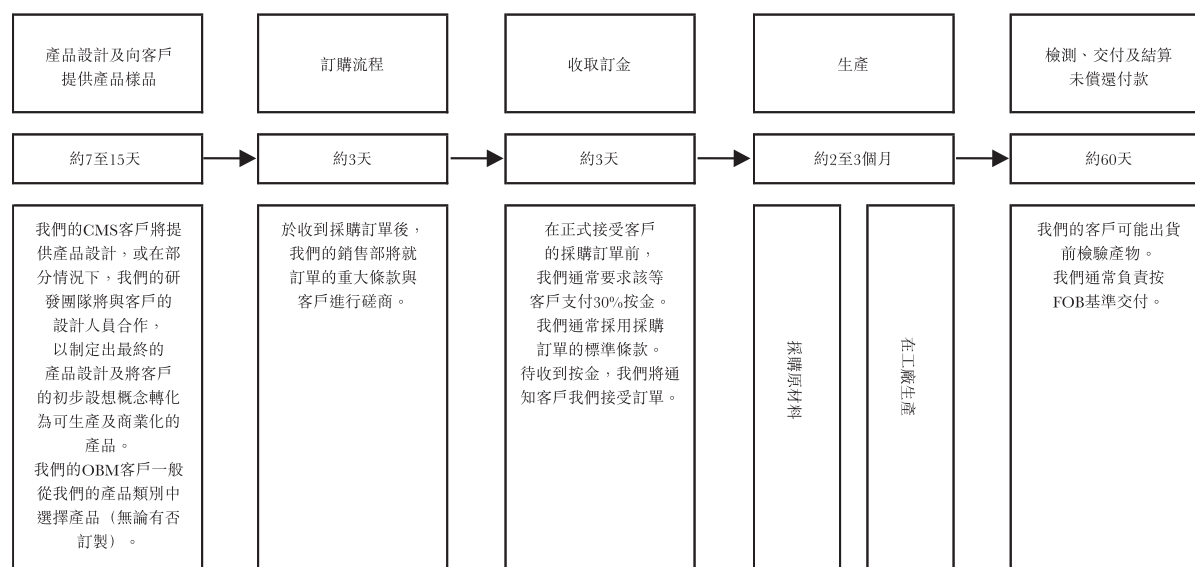 產品設計及向客戶
提供產品樣品
訂購流程
收取訂金
生產
檢測、交付及結算
未償還付款
約7至15天
約3天
約3天
約2至3個月
約60天
我們的CMS客戶將提
供產品設計，或在部
分情況下，我們的研
發團隊將與客戶的
設計人員合作，
以制定出最終的
產品設計及將客戶
的初步設想概念轉化
為可生產及商業化的
產品。
我們的OBM客戶一般
從我們的產品類別中
選擇產品（無論有否
訂製）。
於收到採購訂單後，
我們的銷售部將就
訂單的重大條款與
客戶進行磋商。
在正式接受客戶
的採購訂單前，
我們通常要求該等
客戶支付30%按金。
我們通常採用採購
訂單的標準條款。
待收到按金，我們將通
知客戶我們接受訂單。
採購原材料
在工廠生產
我們的客戶可能出貨
前檢驗產物。
我們通常負責按
FOB基準交付。